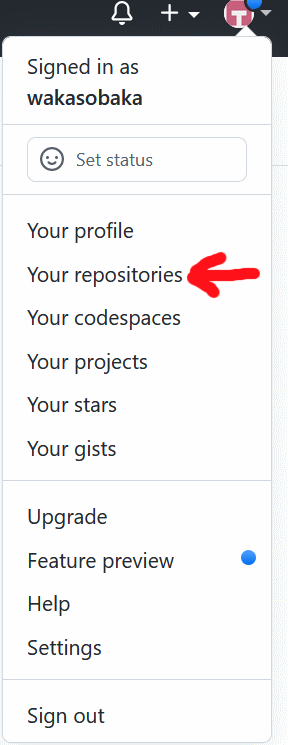 Signed in as
wakasobaka
Set status
Your profile
Your repositories
Your codespaces
Your projects
Your stars
Your gists
Upgrade
Feature preview
Help
Settings
Sign out